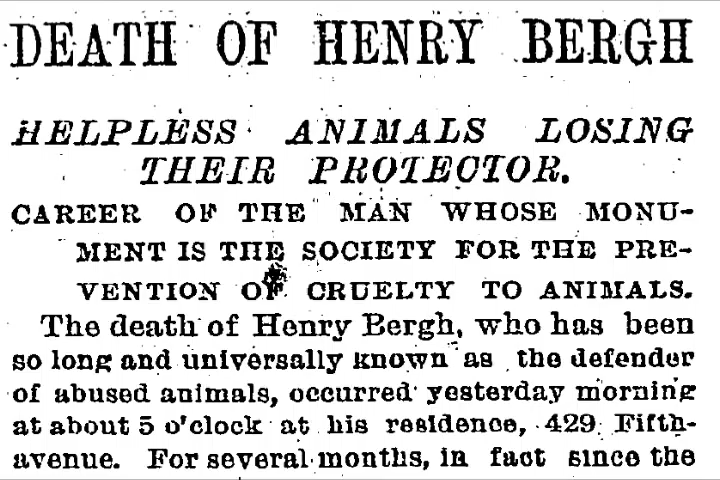 DEATH OF HENRY BERGH
HELPLESS ANIMALS LOSING
THEIR PROTECTOR.
CAREER OF THE MAN WHOSE MONU-
MENT IS THE SOCIETY FOR THE PRE-
VENTION OF CRUELTY TO ANIMALS.
The death of Henry Bergh, who has been
so long and universally known as the defender
of abused animals, occurred yesterday morning
at about 5 o'clock at his residence, 429 Fifth-
avenue. For several months, in fact since the